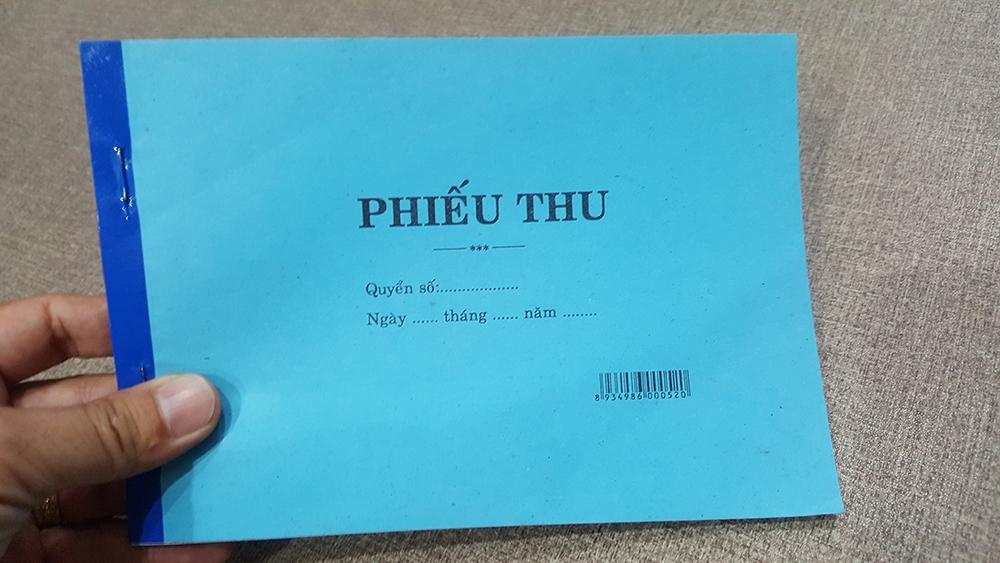 PHIẾU THU
***
Quyển số:..................
Ngày ...... tháng ...... năm ........
8 934986 000520